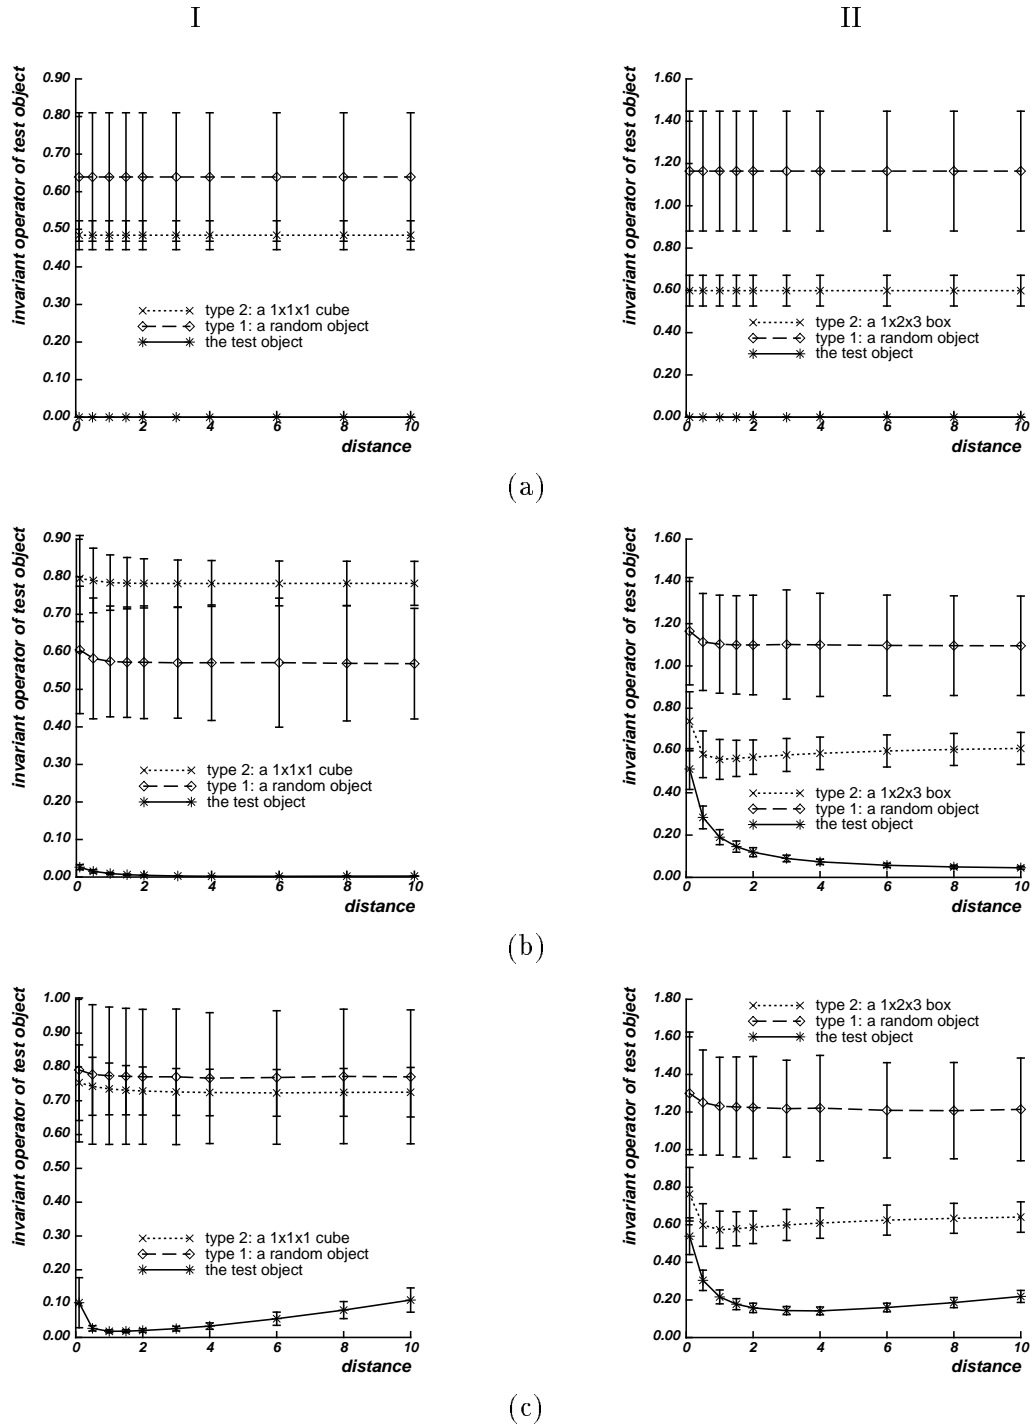 I
II
invariant operator of test object
0.90
0.80
0.70
0.60
0.50
0.40
0.30
0.20
0.10
0.00
type 2: a 1x1x1 cube
type 1: a random object
the test object
0 2 4 6 8 10
distance
invariant operator of test object
1.60
1.40
1.20
1.00
0.80
0.60
0.40
0.20
0.00
type 2: a 1x2x3 box
type 1: a random object
the test object
0 2 4 6 8 10
distance
(a)
invariant operator of test object
0.90
0.80
0.70
0.60
0.50
0.40
0.30
0.20
0.10
0.00
type 2: a 1x1x1 cube
type 1: a random object
the test object
0 2 4 6 8 10
distance
invariant operator of test object
1.60
1.40
1.20
1.00
0.80
0.60
0.40
0.20
0.00
type 2: a 1x2x3 box
type 1: a random object
the test object
0 2 4 6 8 10
distance
(b)
invariant operator of test object
1.00
0.90
0.80
0.70
0.60
0.50
0.40
0.30
0.20
0.10
0.00
type 2: a 1x1x1 cube
type 1: a random object
the test object
0 2 4 6 8 10
distance
invariant operator of test object
1.80
1.60
1.40
1.20
1.00
0.80
0.60
0.40
0.20
0.00
type 2: a 1x2x3 box
type 1: a random object
the test object
0 2 4 6 8 10
distance
(c)